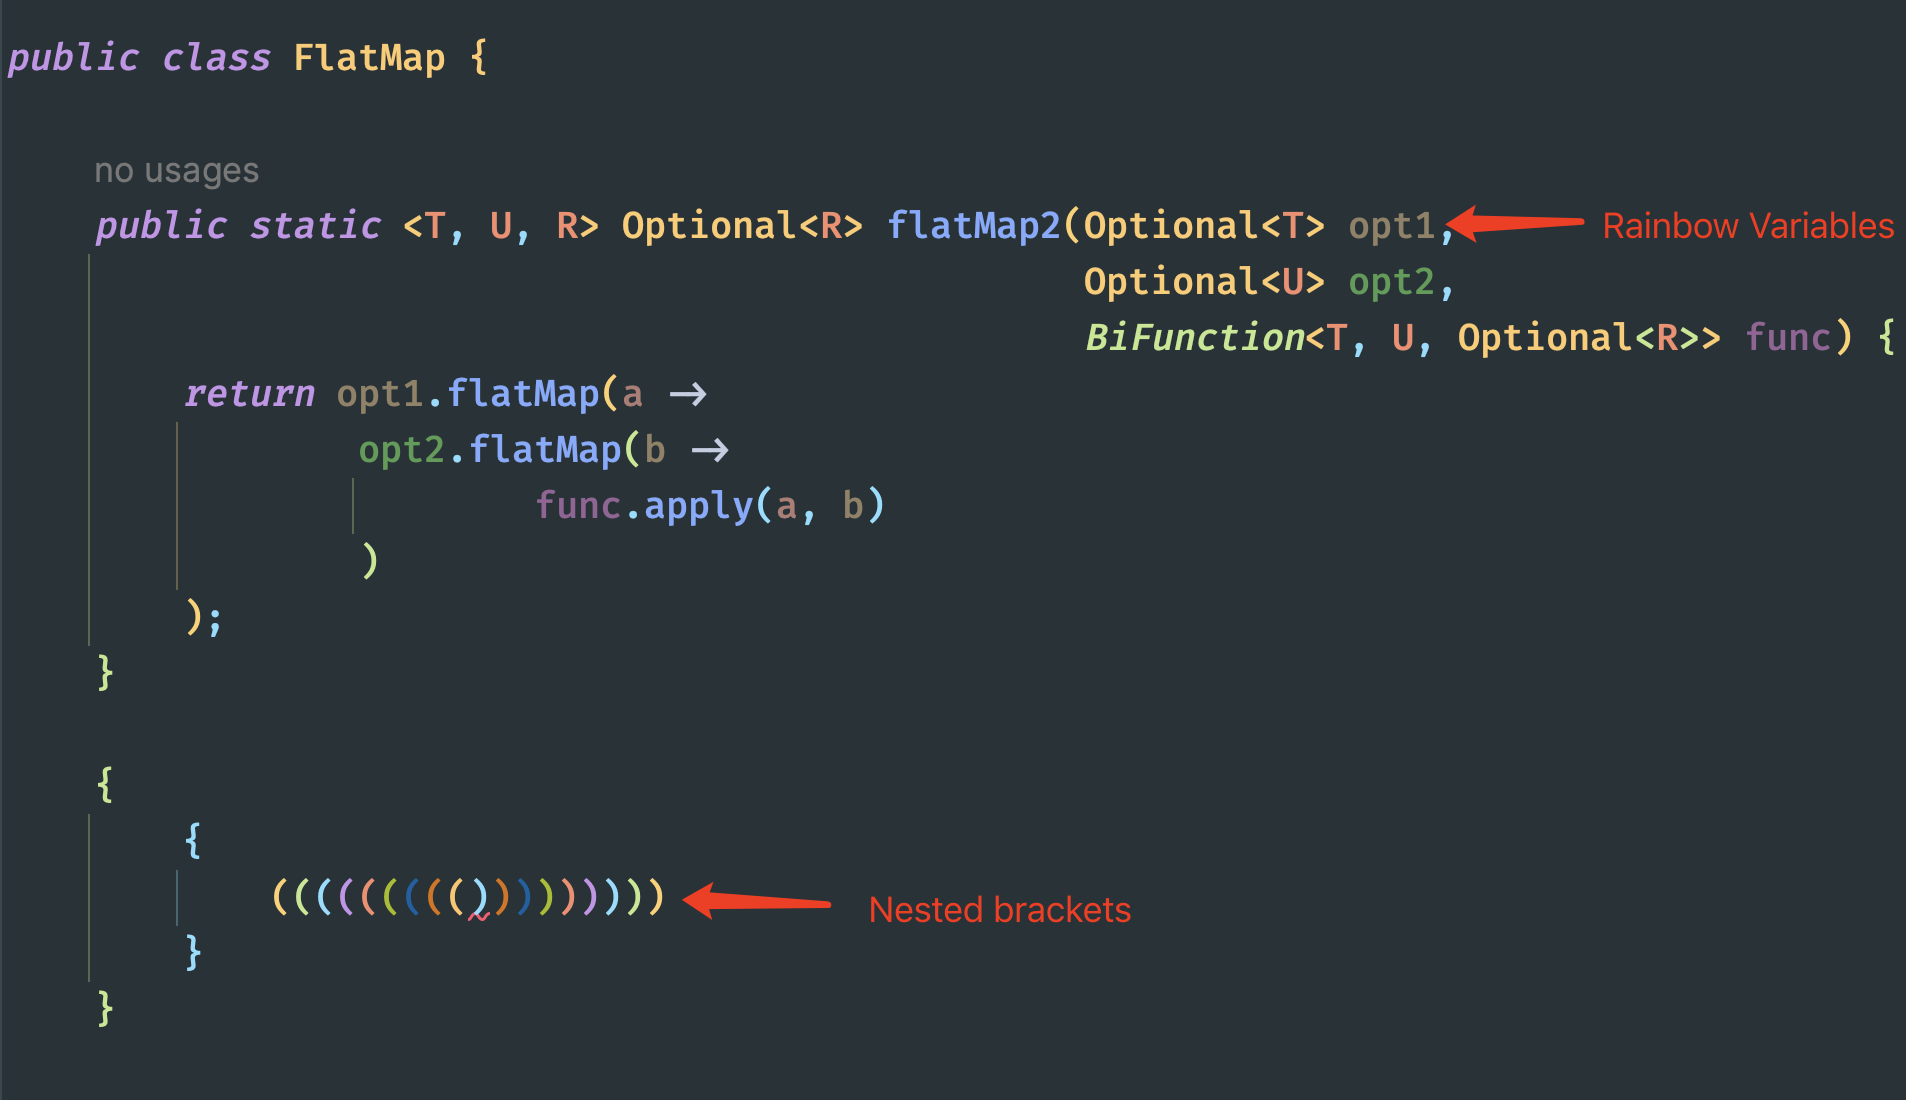 public class FlatMap {
no usages
public static <T, U, R> Optional<R> flatMap2(Optional<T> opt1, Rainbow Variables
Optional<U> opt2,
BiFunction<T, U, Optional<R>> func) {
return opt1.flatMap(a →
opt2.flatMap(b →
func.apply(a, b)
)
);
}
{
{
((((((((())))))))) Nested brackets
}
}